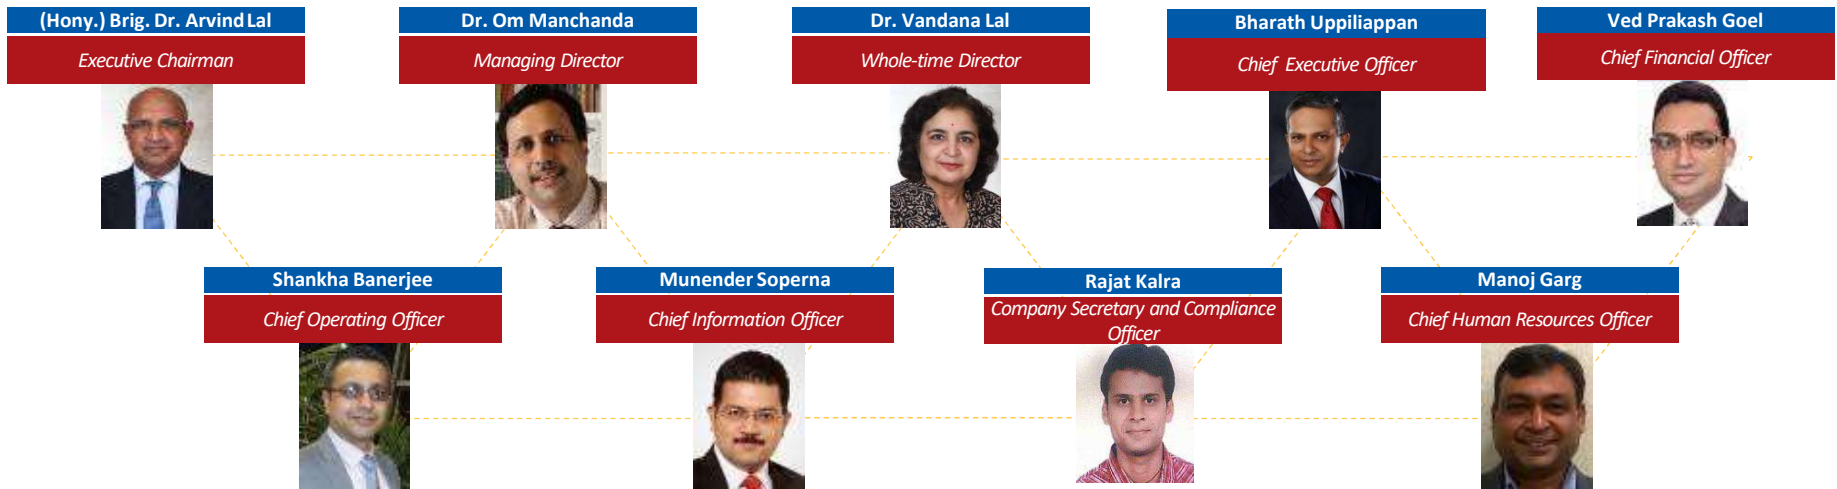 (Hony.) Brig. Dr. Arvind Lal
Executive Chairman
Dr. Om Manchanda
Managing Director
Dr. Vandana Lal
Whole-time Director
Bharath Uppiliappan
Chief Executive Officer
Ved Prakash Goel
Chief Financial Officer
Shankha Banerjee
Chief Operating Officer
Munender Soperna
Chief Information Officer
Rajat Kalra
Company Secretary and Compliance
Officer
Manoj Garg
Chief Human Resources Officer